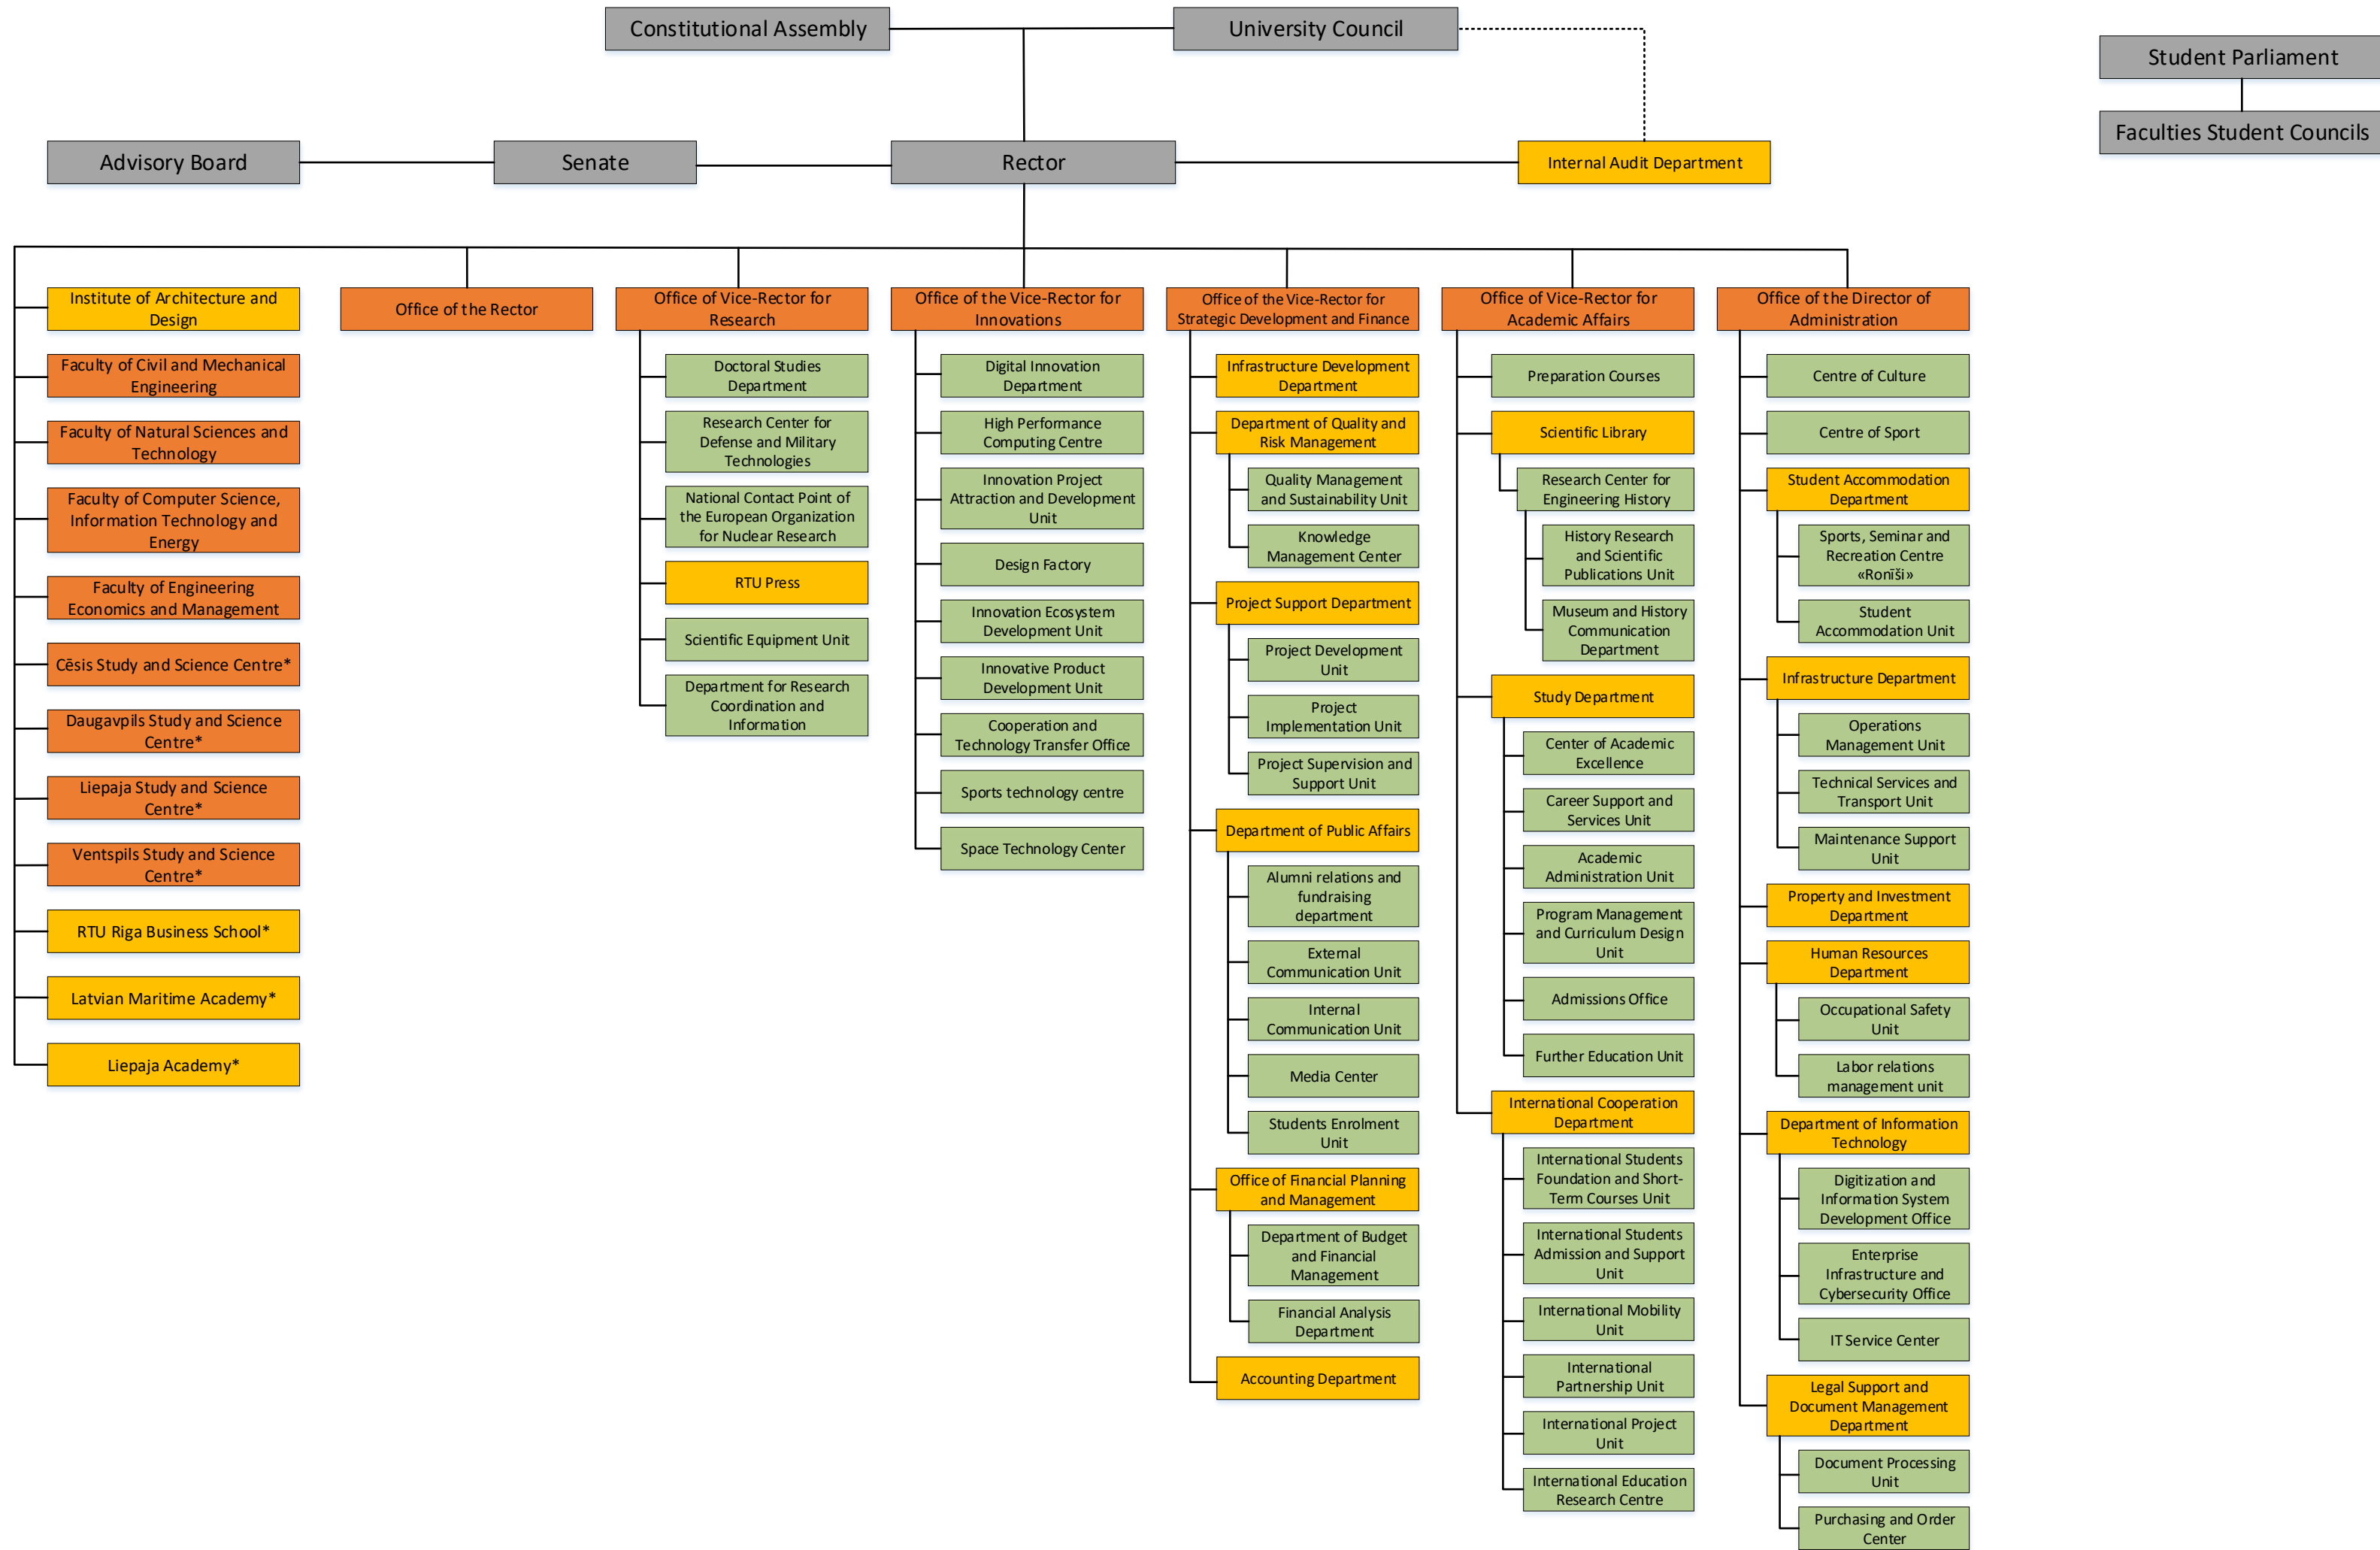 Constitutional Assembly
University Council
Student Parliament
Faculties Student Councils
Advisory Board
Senate
Rector
Internal Audit Department
Institute of Architecture and
Design
Faculty of Civil and Mechanical
Engineering
Faculty of Natural Sciences and
Technology
Faculty of Computer Science,
Information Technology and
Energy
Faculty of Engineering
Economics and Management
Cēsis Study and Science Centre*
Daugavpils Study and Science
Centre*
Liepaja Study and Science
Centre*
Ventspils Study and Science
Centre*
RTU Riga Business School*
Latvian Maritime Academy*
Liepaja Academy*
Office of the Rector
Office of Vice-Rector for
Research
Doctoral Studies
Department
Research Center for
Defense and Military
Technologies
National Contact Point of
the European Organization
for Nuclear Research
RTU Press
Scientific Equipment Unit
Department for Research
Coordination and
Information
Office of the Vice-Rector for
Innovations
Digital Innovation
Department
High Performance
Computing Centre
Innovation Project
Attraction and Development
Unit
Design Factory
Innovation Ecosystem
Development Unit
Innovative Product
Development Unit
Cooperation and
Technology Transfer Office
Sports technology centre
Space Technology Center
Office of the Vice-Rector for
Strategic Development and Finance
Infrastructure Development
Department
Department of Quality and
Risk Management
Quality Management
and Sustainability Unit
Knowledge
Management Center
Project Support Department
Project Development
Unit
Project
Implementation Unit
Project Supervision and
Support Unit
Department of Public Affairs
Alumni relations and
fundraising
department
External
Communication Unit
Internal
Communication Unit
Media Center
Students Enrolment
Unit
Office of Financial Planning
and Management
Department of Budget
and Financial
Management
Financial Analysis
Department
Accounting Department
Office of Vice-Rector for
Academic Affairs
Preparation Courses
Scientific Library
Research Center for
Engineering History
History Research
and Scientific
Publications Unit
Museum and History
Communication
Department
Study Department
Center of Academic
Excellence
Career Support and
Services Unit
Academic
Administration Unit
Program Management
and Curriculum Design
Unit
Admissions Office
Further Education Unit
International Cooperation
Department
International Students
Foundation and Short-
Term Courses Unit
International Students
Admission and Support
Unit
International Mobility
Unit
International
Partnership Unit
International Project
Unit
International Education
Research Centre
Office of the Director of
Administration
Centre of Culture
Centre of Sport
Student Accommodation
Department
Sports, Seminar and
Recreation Centre
«Ronīši»
Student
Accommodation Unit
Infrastructure Department
Operations
Management Unit
Technical Services and
Transport Unit
Maintenance Support
Unit
Property and Investment
Department
Human Resources
Department
Occupational Safety
Unit
Labor relations
management unit
Department of Information
Technology
Digitization and
Information System
Development Office
Enterprise
Infrastructure and
Cybersecurity Office
IT Service Center
Legal Support and
Document Management
Department
Document Processing
Unit
Purchasing and Order
Center